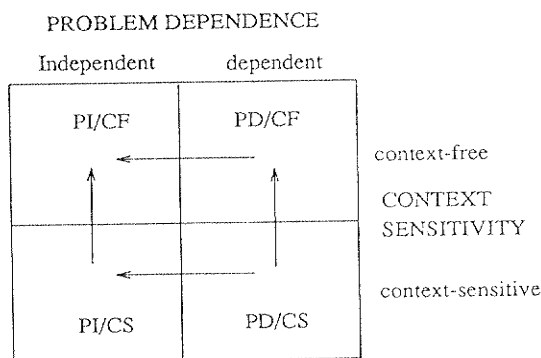 PROBLEM DEPENDENCE
Independent dependent
PI/CF PD/CF
context-free
CONTEXT
SENSITIVITY
context-sensitive
PI/CS PD/CS